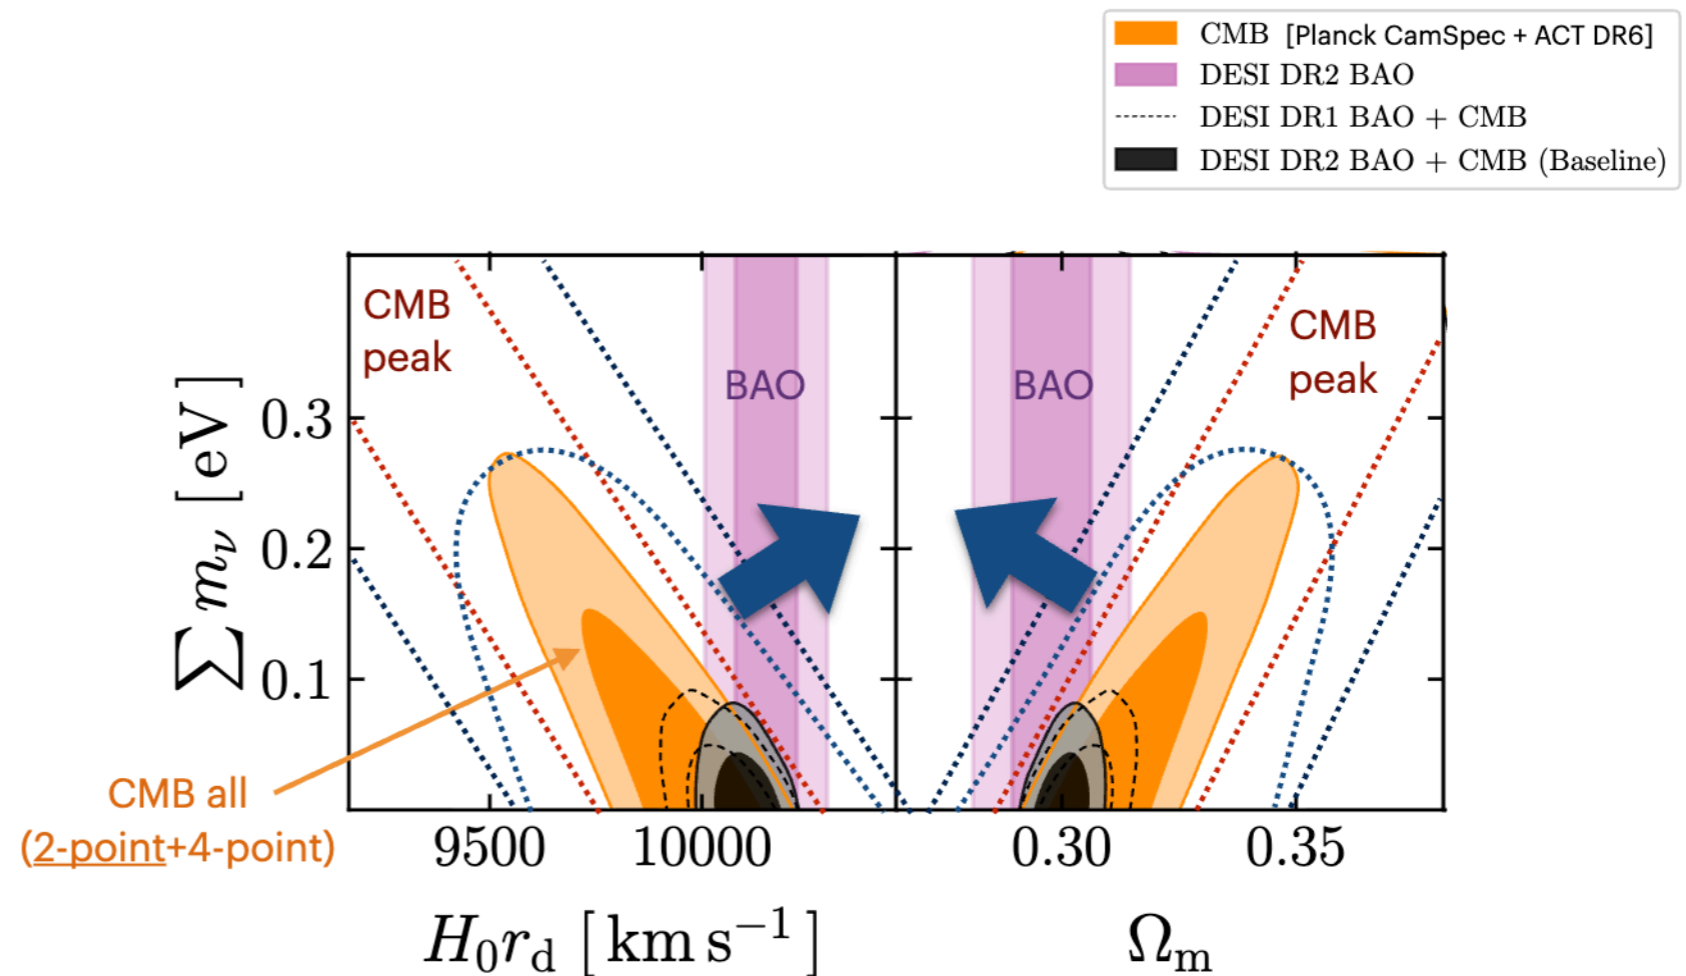 CMB [Planck CamSpec + ACT DR6]
DESI DR2 BAO
DESI DR1 BAO + CMB
DESI DR2 BAO + CMB (Baseline)
CMB
peak
BAO
BAO
CMB
peak
0.3
0.2
0.1
∑ mν [eV]
CMB all
(2-point+4-point)
9500
10000
0.30
0.35
H₀r_d [km s⁻¹]
Ωₘ